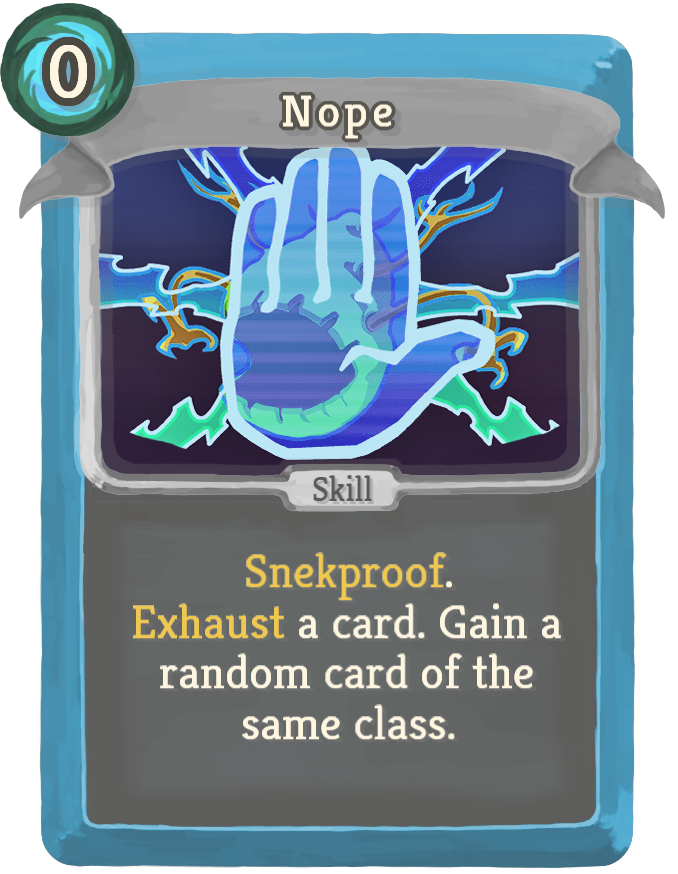 0
Nope
Skill
Snekproof.
Exhaust a card. Gain a
random card of the
same class.